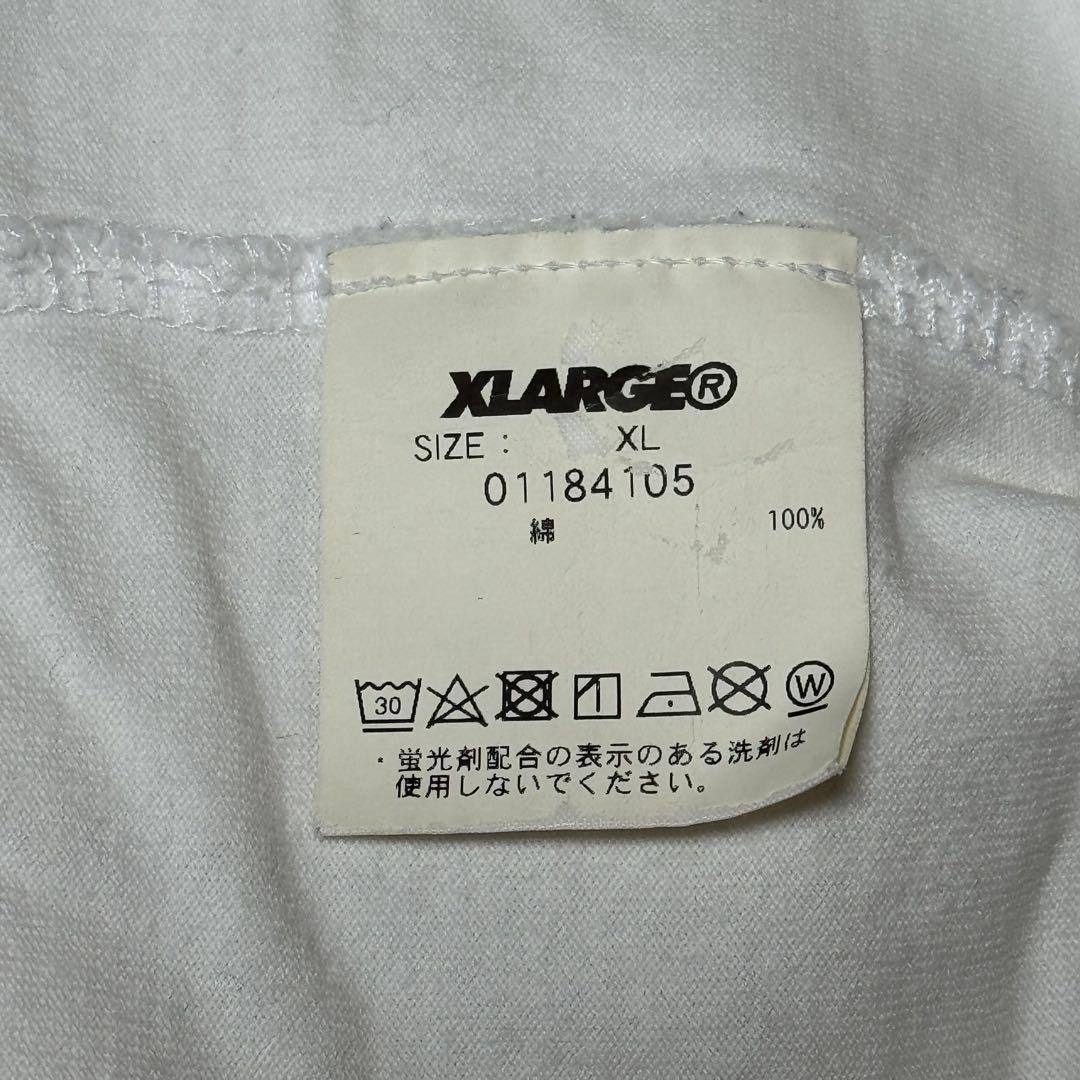 XLARGE®
SIZE : XL
01184105
綿 100%
30
W
・蛍光剤配合の表示のある洗剤は
使用しないでください。